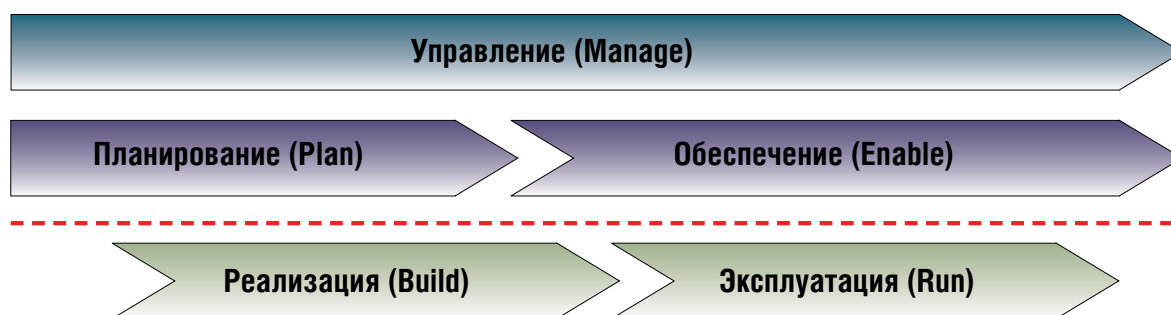 Управление (Manage)
Планирование (Plan)
Обеспечение (Enable)
Реализация (Build)
Эксплуатация (Run)